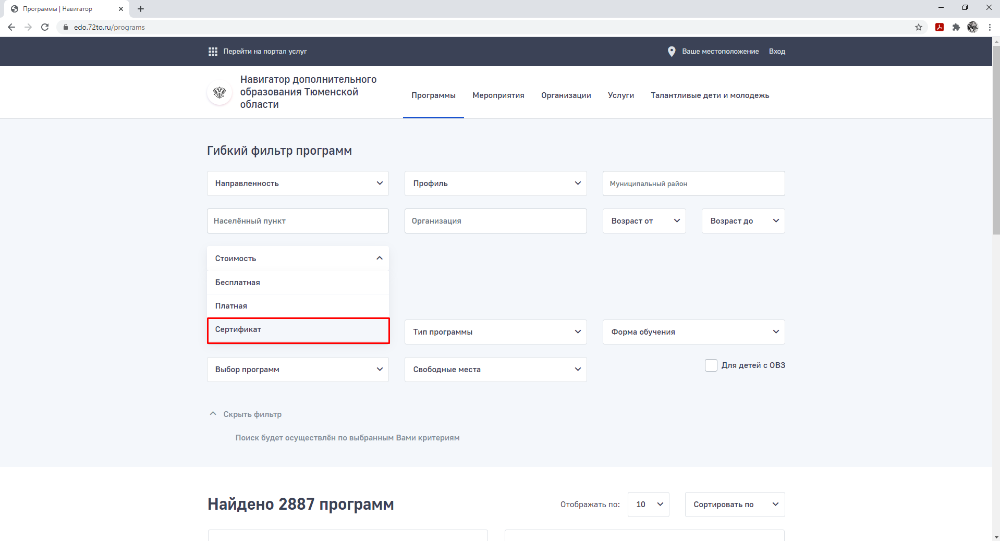 Программы | Навигатор
edo.72to.ru/programs
Перейти на портал услуг
Ваше местоположение
Вход
Навигатор дополнительного
образования Тюменской
области
Программы
Мероприятия
Организации
Услуги
Талантливые дети и молодежь
Гибкий фильтр программ
Направленность
Профиль
Муниципальный район
Населённый пункт
Организация
Возраст от
Возраст до
Стоимость
Бесплатная
Платная
Сертификат
Тип программы
Форма обучения
Выбор программ
Свободные места
Для детей с ОВЗ
Скрыть фильтр
Поиск будет осуществлён по выбранным Вами критериям
Найдено 2887 программ
Отображать по:
10
Сортировать по